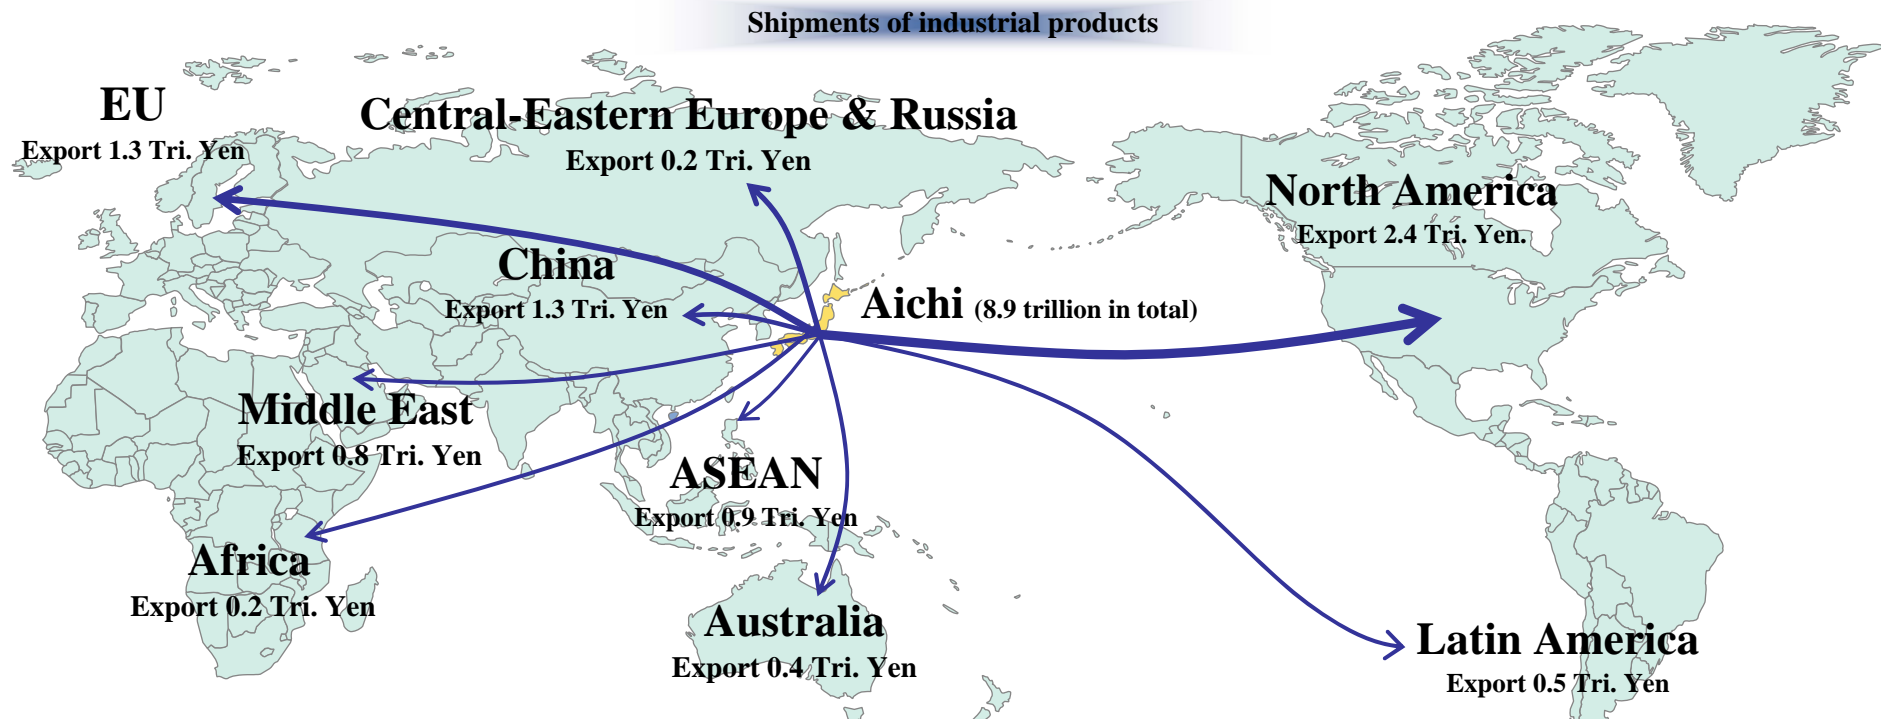 Shipments of industrial products
EU
Export 1.3 Tri. Yen
Central-Eastern Europe & Russia
Export 0.2 Tri. Yen
North America
Export 2.4 Tri. Yen.
China
Export 1.3 Tri. Yen
Aichi (8.9 trillion in total)
Middle East
Export 0.8 Tri. Yen
ASEAN
Export 0.9 Tri. Yen
Africa
Export 0.2 Tri. Yen
Australia
Export 0.4 Tri. Yen
Latin America
Export 0.5 Tri. Yen